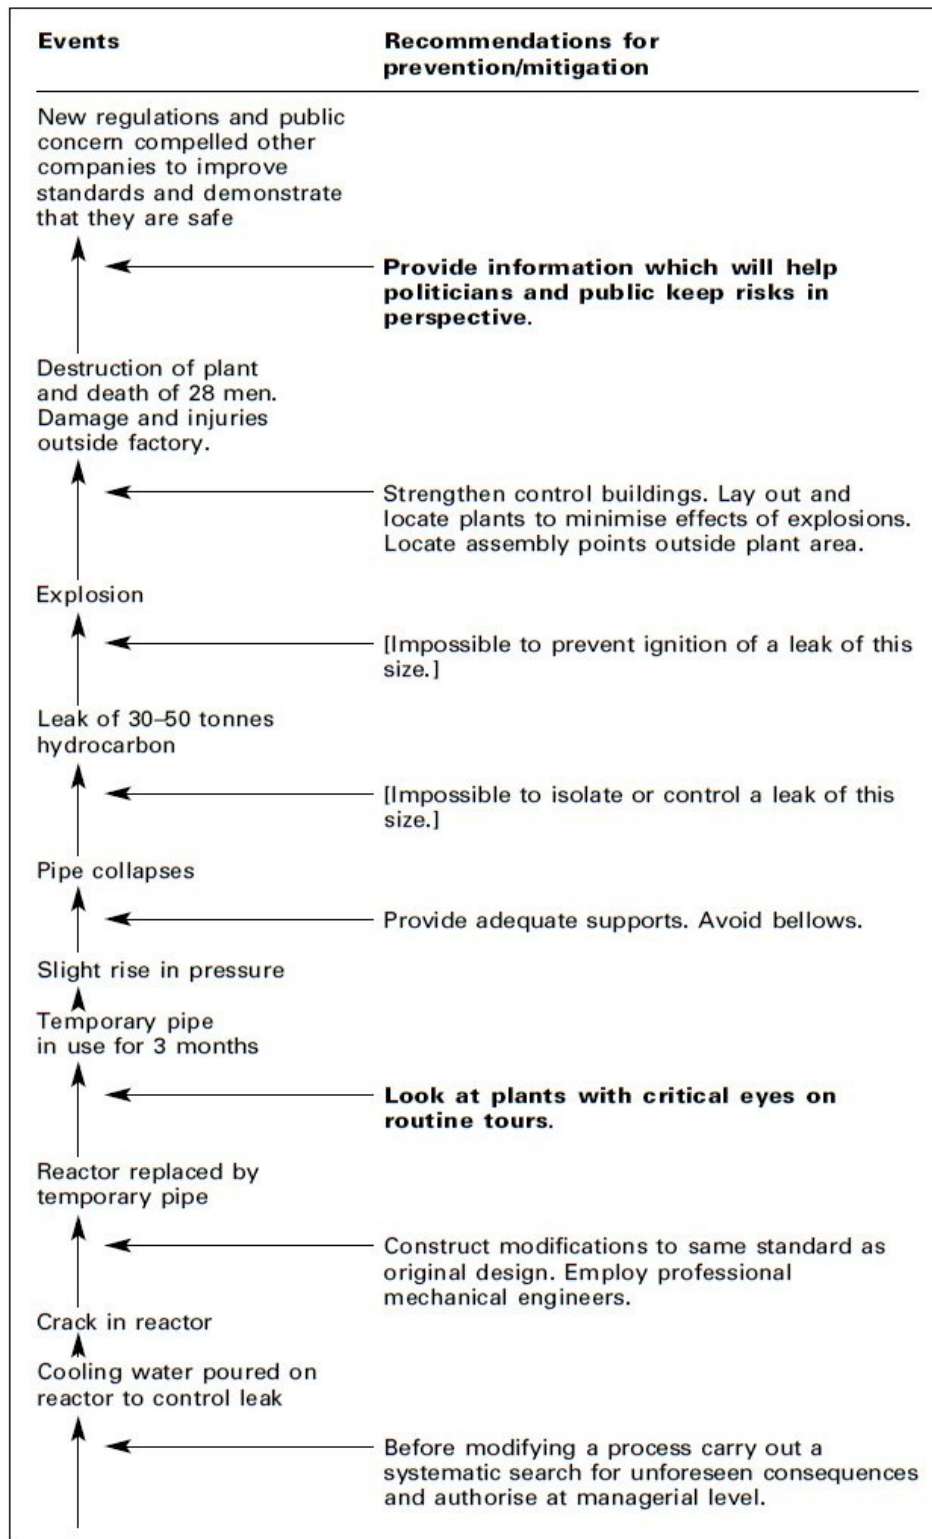 Events
Recommendations for
prevention/mitigation
New regulations and public
concern compelled other
companies to improve
standards and demonstrate
that they are safe
Provide information which will help
politicians and public keep risks in
perspective.
Destruction of plant
and death of 28 men.
Damage and injuries
outside factory.
Strengthen control buildings. Lay out and
locate plants to minimise effects of explosions.
Locate assembly points outside plant area.
Explosion
[Impossible to prevent ignition of a leak of this
size.]
Leak of 30–50 tonnes
hydrocarbon
[Impossible to isolate or control a leak of this
size.]
Pipe collapses
Provide adequate supports. Avoid bellows.
Slight rise in pressure
Temporary pipe
in use for 3 months
Look at plants with critical eyes on
routine tours.
Reactor replaced by
temporary pipe
Construct modifications to same standard as
original design. Employ professional
mechanical engineers.
Crack in reactor
Cooling water poured on
reactor to control leak
Before modifying a process carry out a
systematic search for unforeseen consequences
and authorise at managerial level.